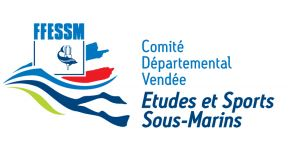 FFESSM
Comité
Départemental
Vendée
Etudes et Sports
Sous-Marins